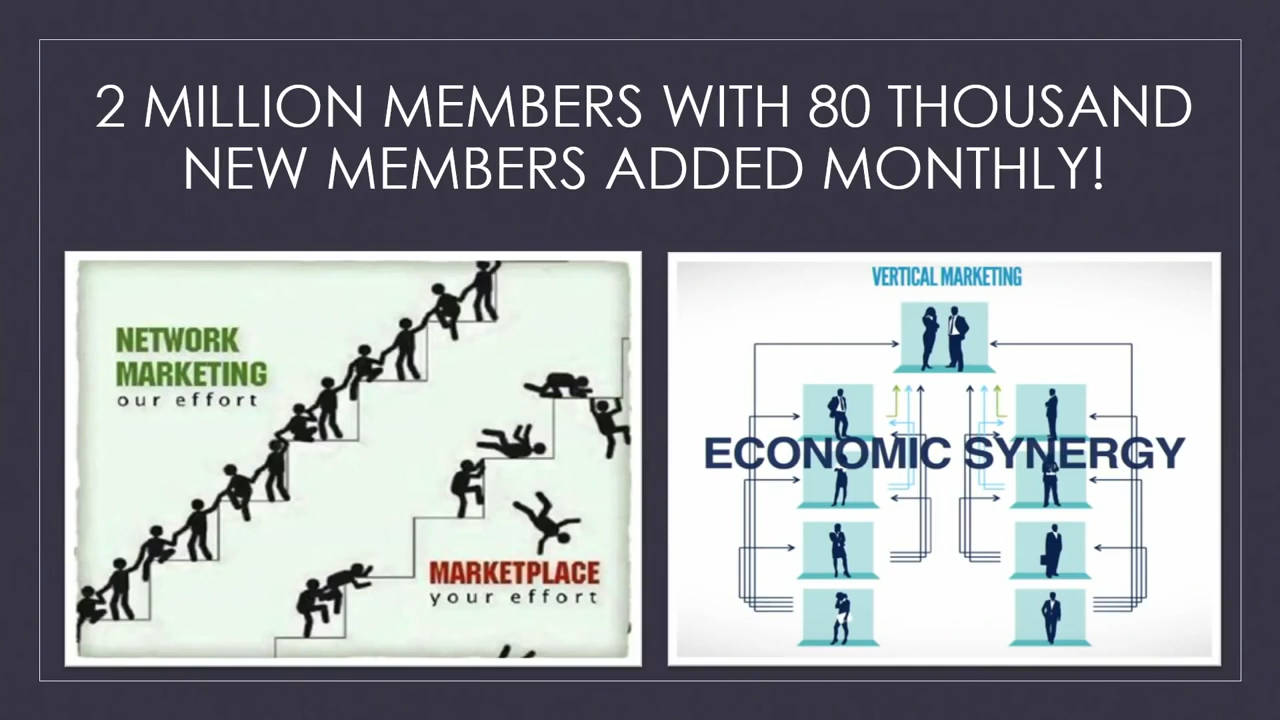 2 MILLION MEMBERS WITH 80 THOUSAND
NEW MEMBERS ADDED MONTHLY!
NETWORK
MARKETING
our effort
MARKETPLACE
your effort
VERTICAL MARKETING
ECONOMIC SYNERGY